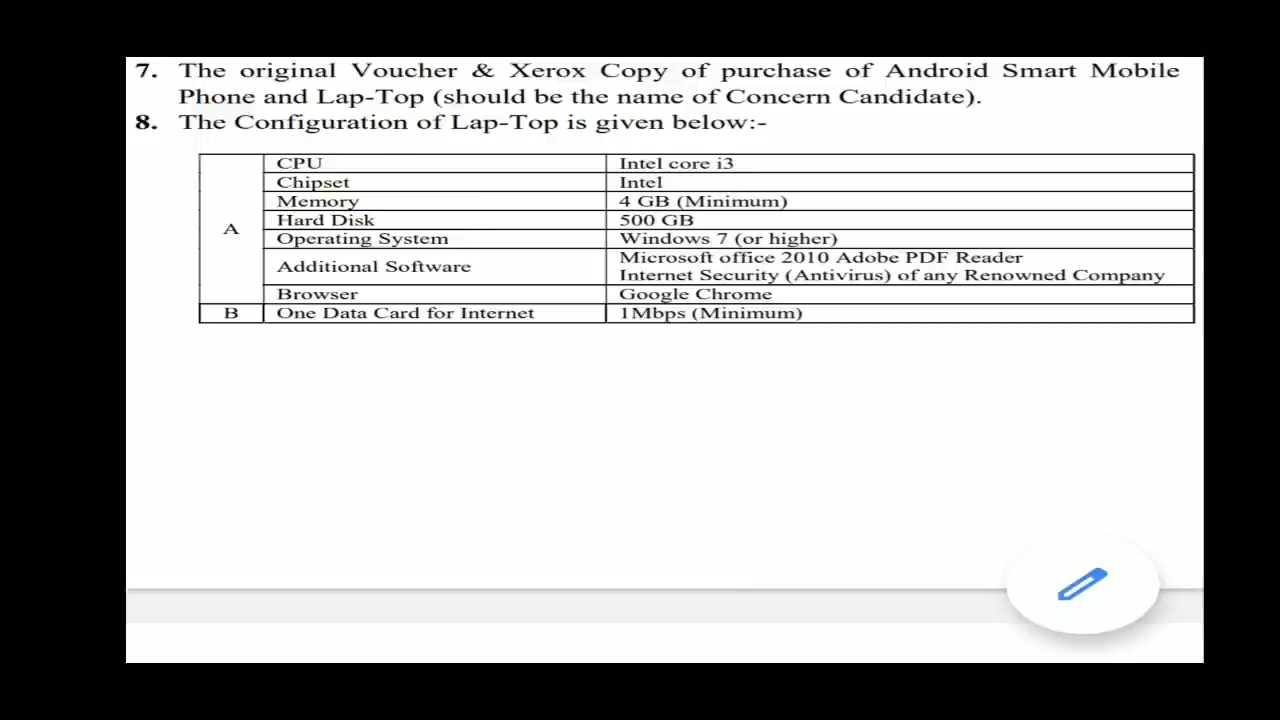 7. The original Voucher & Xerox Copy of purchase of Android Smart Mobile
Phone and Lap-Top (should be the name of Concern Candidate).
8. The Configuration of Lap-Top is given below:-
A
CPU Intel core i3
Chipset Intel
Memory 4 GB (Minimum)
Hard Disk 500 GB
Operating System Windows 7 (or higher)
Additional Software Microsoft office 2010 Adobe PDF Reader
Internet Security (Antivirus) of any Renowned Company
Browser Google Chrome
B One Data Card for Internet 1Mbps (Minimum)